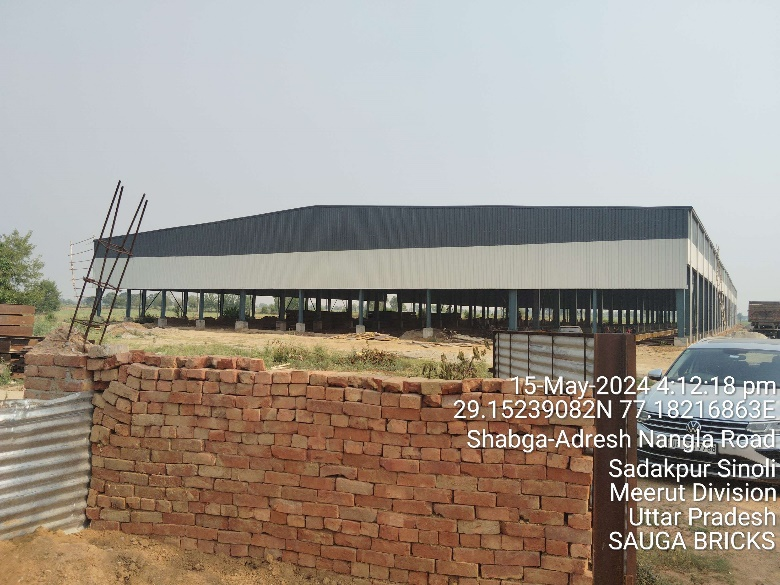 15-May-2024 4:12:18 pm
29.15239082N 77.18216863E
Shabga-Adresh Nangla Road
Sadakpur Sinoli
Meerut Division
Uttar Pradesh
SAUGA BRICKS